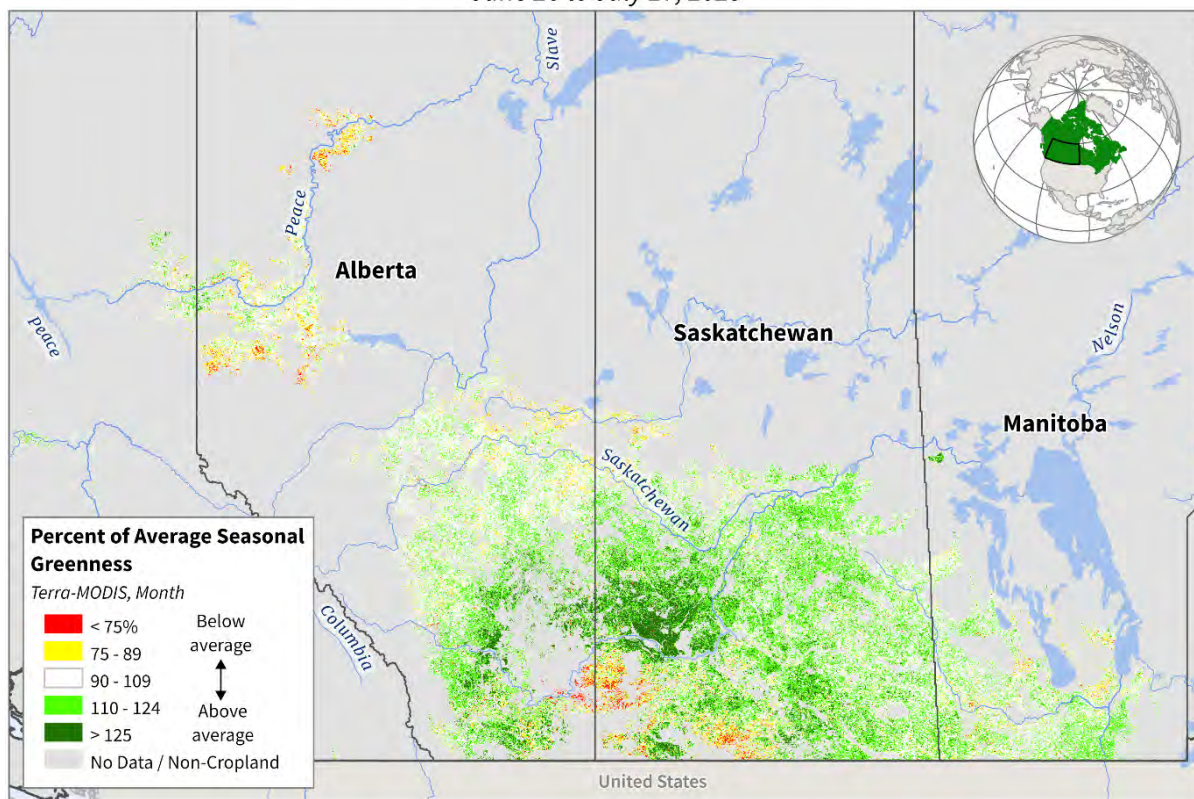 Slave
Peace
Alberta
Peace
Saskatchewan
Nelson
Manitoba
Saskatchewan
Columbia
Percent of Average Seasonal
Greenness
Terra-MODIS, Month
< 75%
75 - 89
90 - 109
110 - 124
> 125
No Data / Non-Cropland
Below
average
Above
average
United States